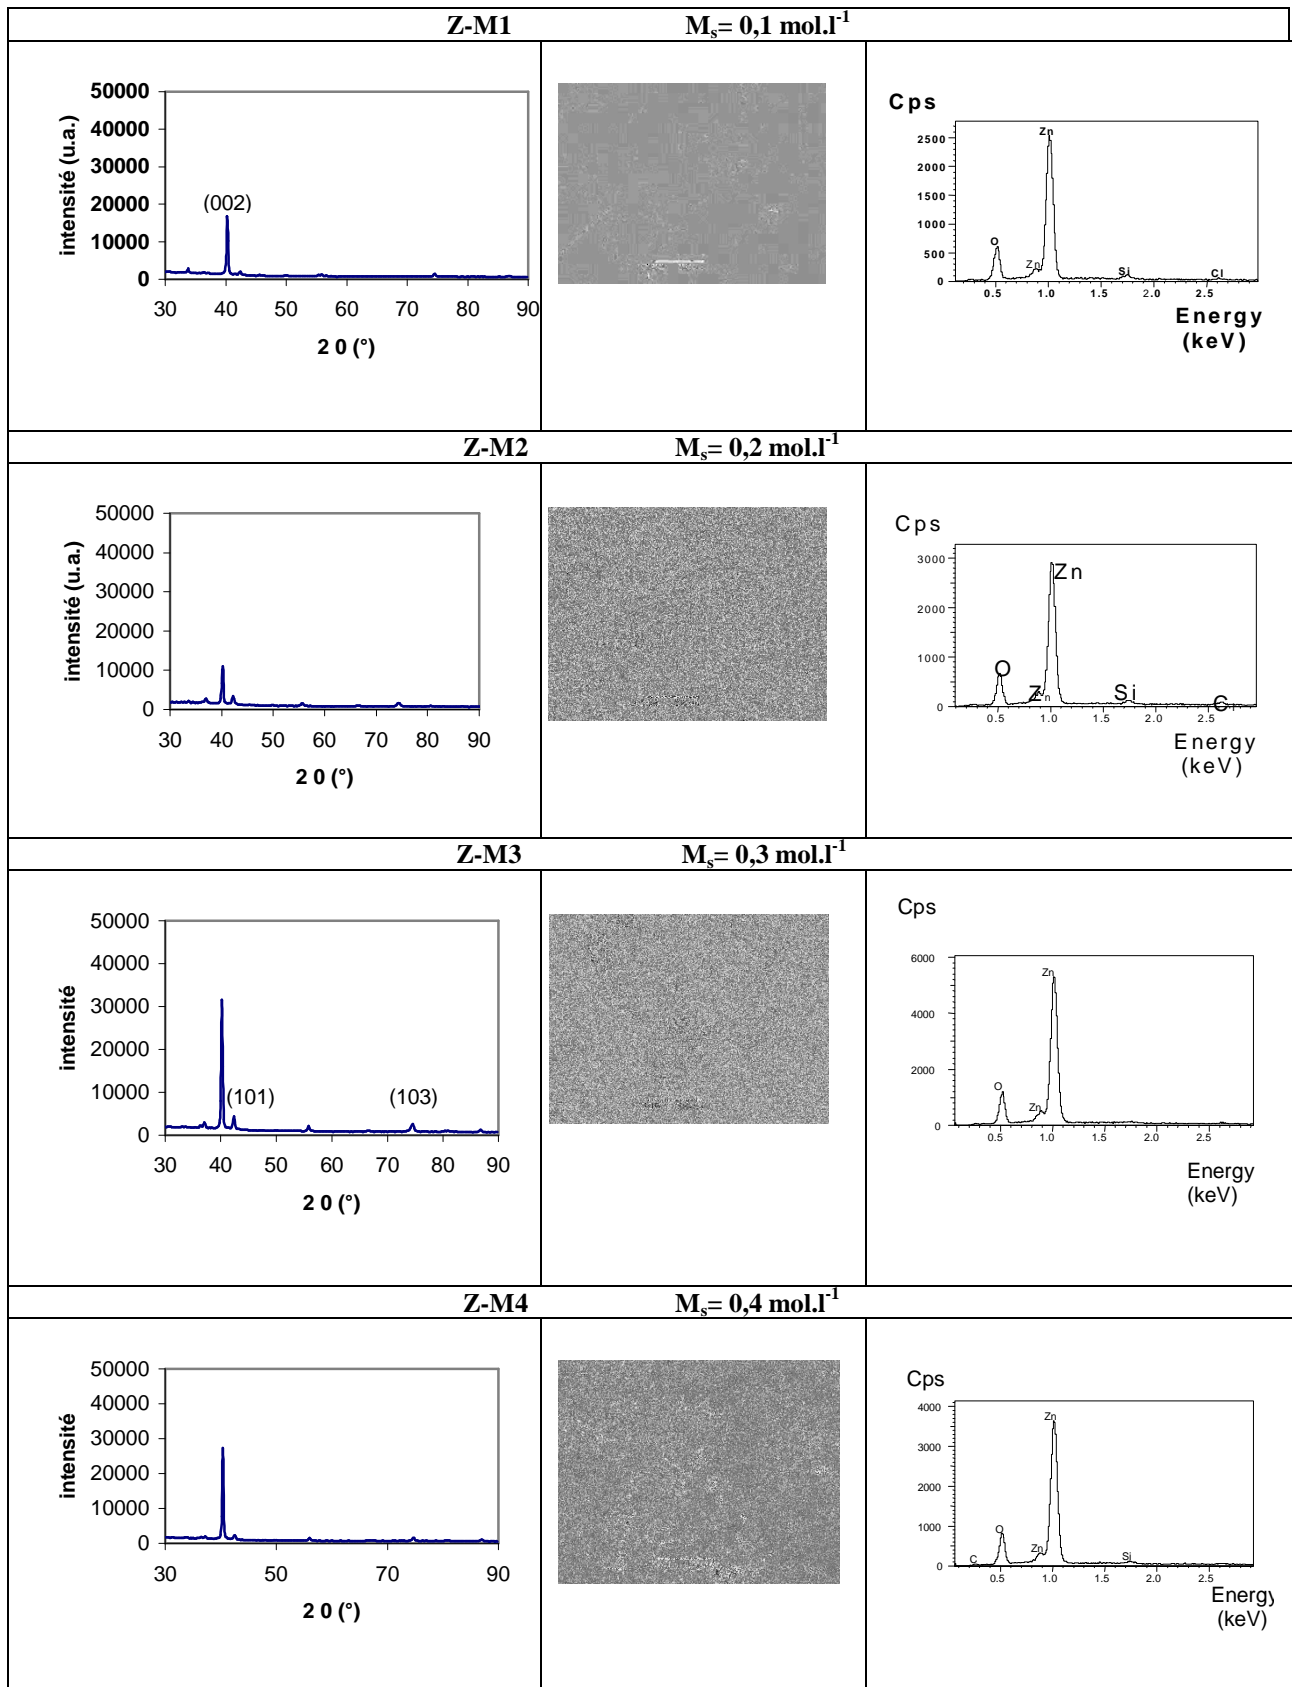 Z-M1 Ms= 0,1 mol.l-1
intensité (u.a.)
50000
40000
30000
20000
10000
0
(002)
30 40 50 60 70 80 90
2 0 (°)
Cps
2500
2000
1500
1000
500
0
Zn
O
Zn
Si
Cl
0.5 1.0 1.5 2.0 2.5
Energy
(keV)
Z-M2 Ms= 0,2 mol.l-1
intensité (u.a.)
50000
40000
30000
20000
10000
0
30 40 50 60 70 80 90
2 0 (°)
Cps
3000
2000
1000
0
Zn
O
Zn
Si
C
0.5 1.0 1.5 2.0 2.5
Energy
(keV)
Z-M3 Ms= 0,3 mol.l-1
intensité
50000
40000
30000
20000
10000
0
(101) (103)
30 40 50 60 70 80 90
2 0 (°)
Cps
6000
4000
2000
0
Zn
O
Zn
0.5 1.0 1.5 2.0 2.5
Energy
(keV)
Z-M4 Ms= 0,4 mol.l-1
intensité
50000
40000
30000
20000
10000
0
30 50 70 90
2 0 (°)
Cps
4000
3000
2000
1000
0
Zn
O
C
Zn
Si
0.5 1.0 1.5 2.0 2.5
Energy
(keV)